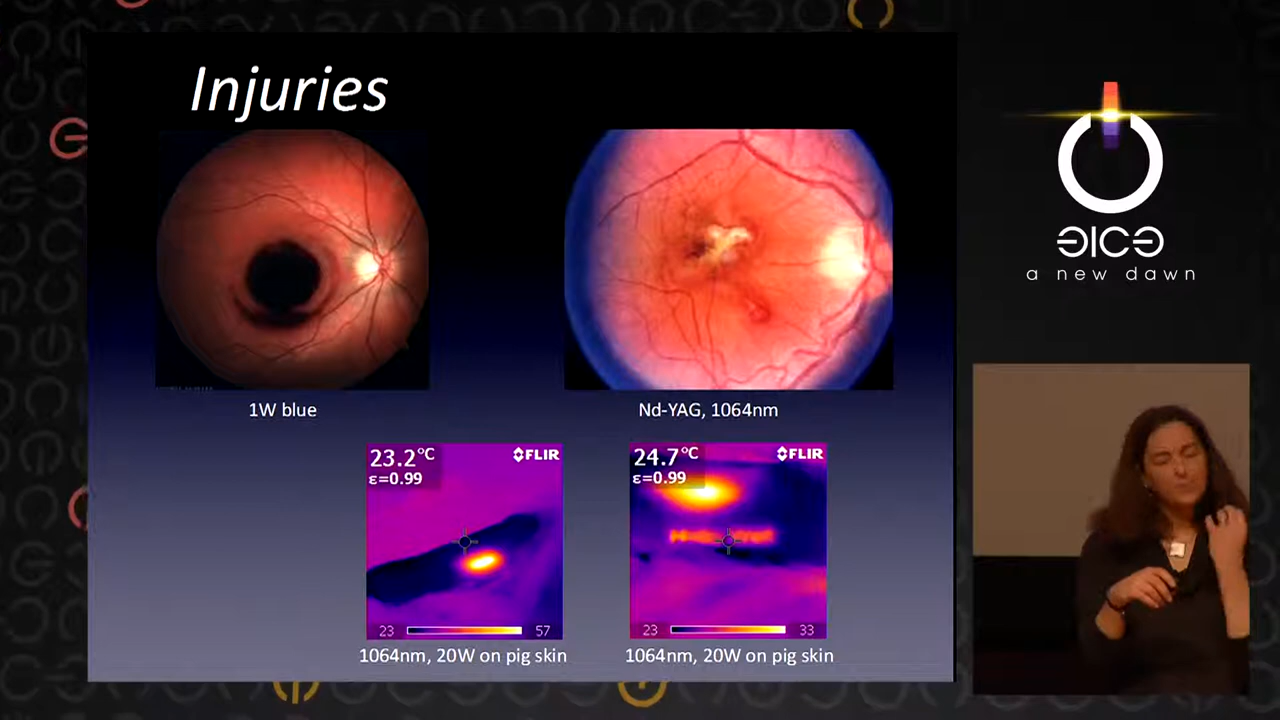 Injuries
1W blue
Nd-YAG, 1064nm
23.2°C
ε=0.99
FLIR
23
57
1064nm, 20W on pig skin
24.7°C
ε=0.99
FLIR
23
33
1064nm, 20W on pig skin
a new dawn